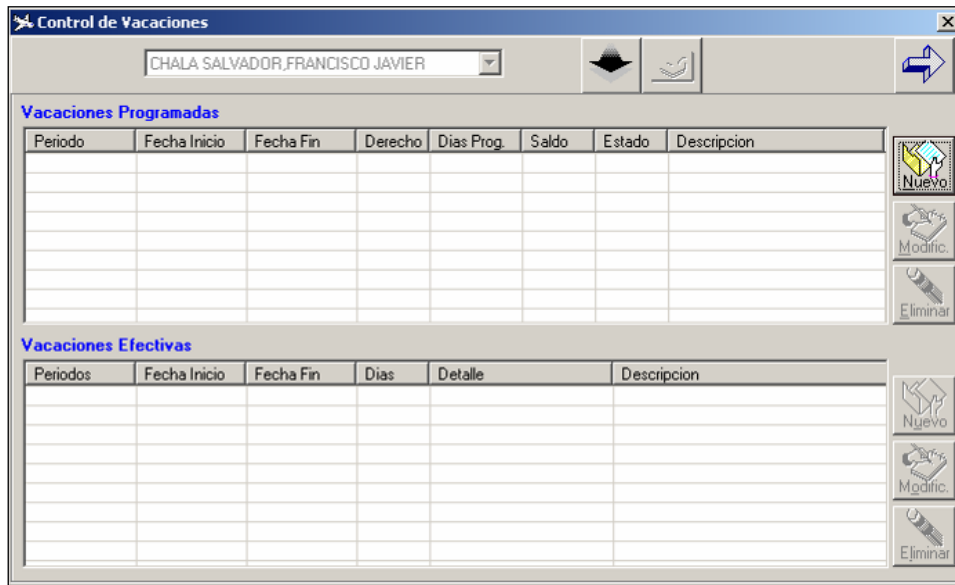 Control de Vacaciones
CHALA SALVADOR,FRANCISCO JAVIER
Vacaciones Programadas
Periodo Fecha Inicio Fecha Fin Derecho Dias Prog. Saldo Estado Descripcion
Nuevo
Modific.
Eliminar
Vacaciones Efectivas
Periodos Fecha Inicio Fecha Fin Dias Detalle Descripcion
Nuevo
Modific.
Eliminar